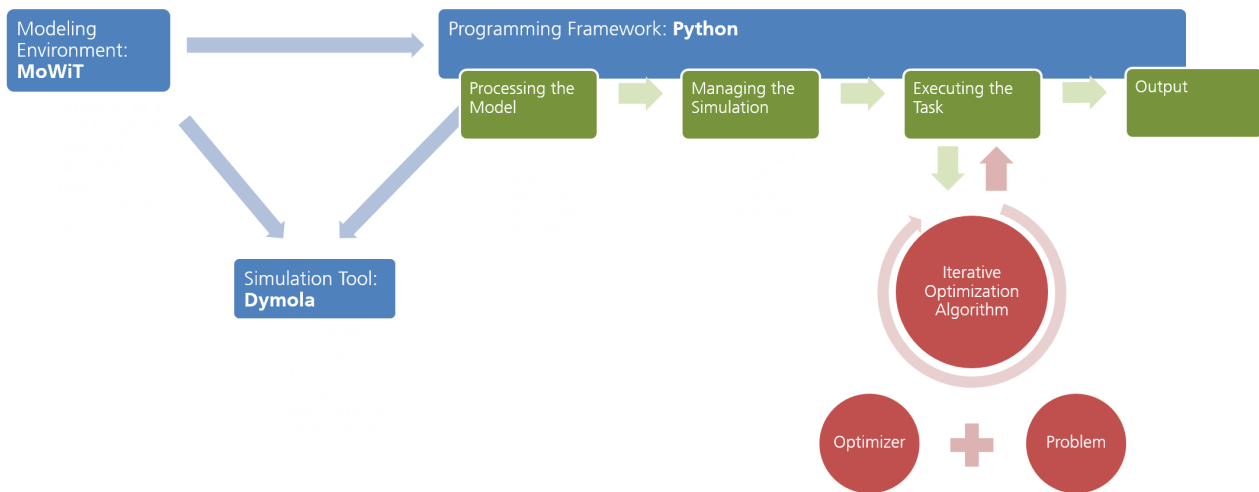 Modeling
Environment:
MoWiT
Programming Framework: Python
Processing the
Model
Managing the
Simulation
Executing the
Task
Output
Simulation Tool:
Dymola
Iterative
Optimization
Algorithm
Optimizer
Problem